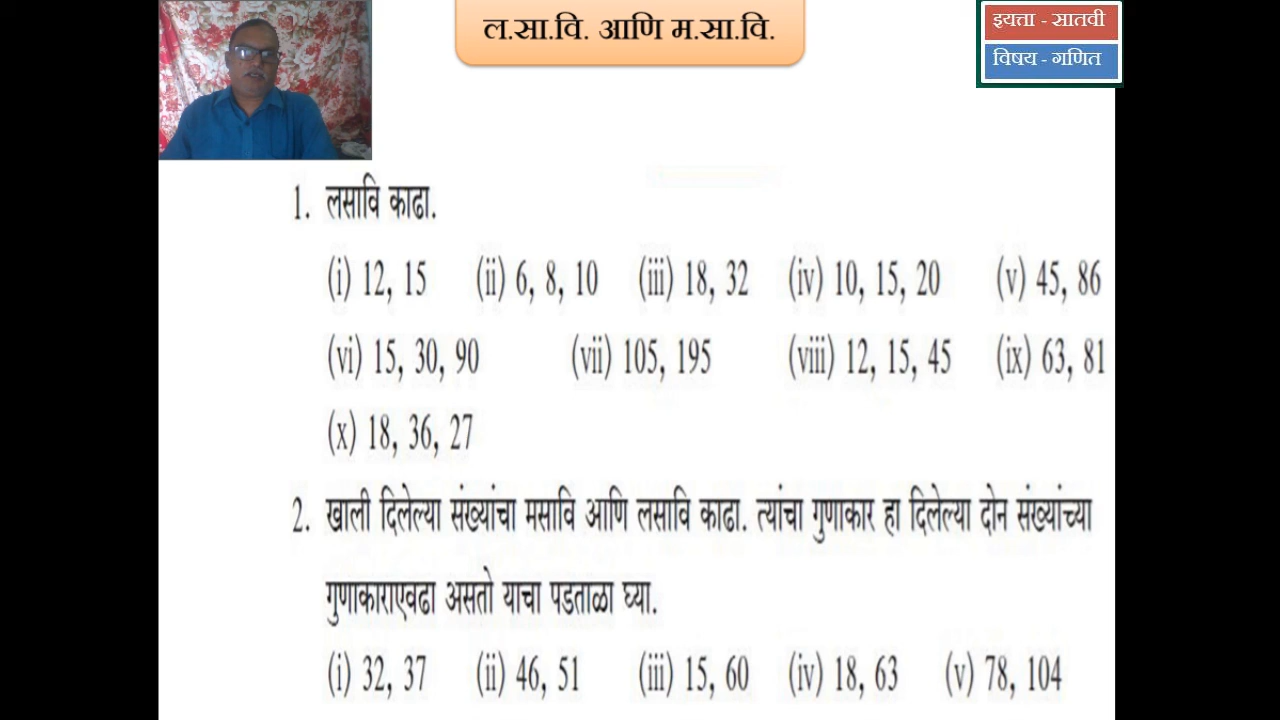 ल.सा.वि. आणि म.सा.वि.
इयत्ता - सातवी
विषय - गणित
1. लसावि काढा.
(i) 12, 15 (ii) 6, 8, 10 (iii) 18, 32 (iv) 10, 15, 20 (v) 45, 86
(vi) 15, 30, 90 (vii) 105, 195 (viii) 12, 15, 45 (ix) 63, 81
(x) 18, 36, 27
2. खाली दिलेल्या संख्यांचा मसावि आणि लसावि काढा. त्यांचा गुणाकार हा दिलेल्या दोन संख्यांच्या
गुणाकाराएवढा असतो याचा पडताळा घ्या.
(i) 32, 37 (ii) 46, 51 (iii) 15, 60 (iv) 18, 63 (v) 78, 104